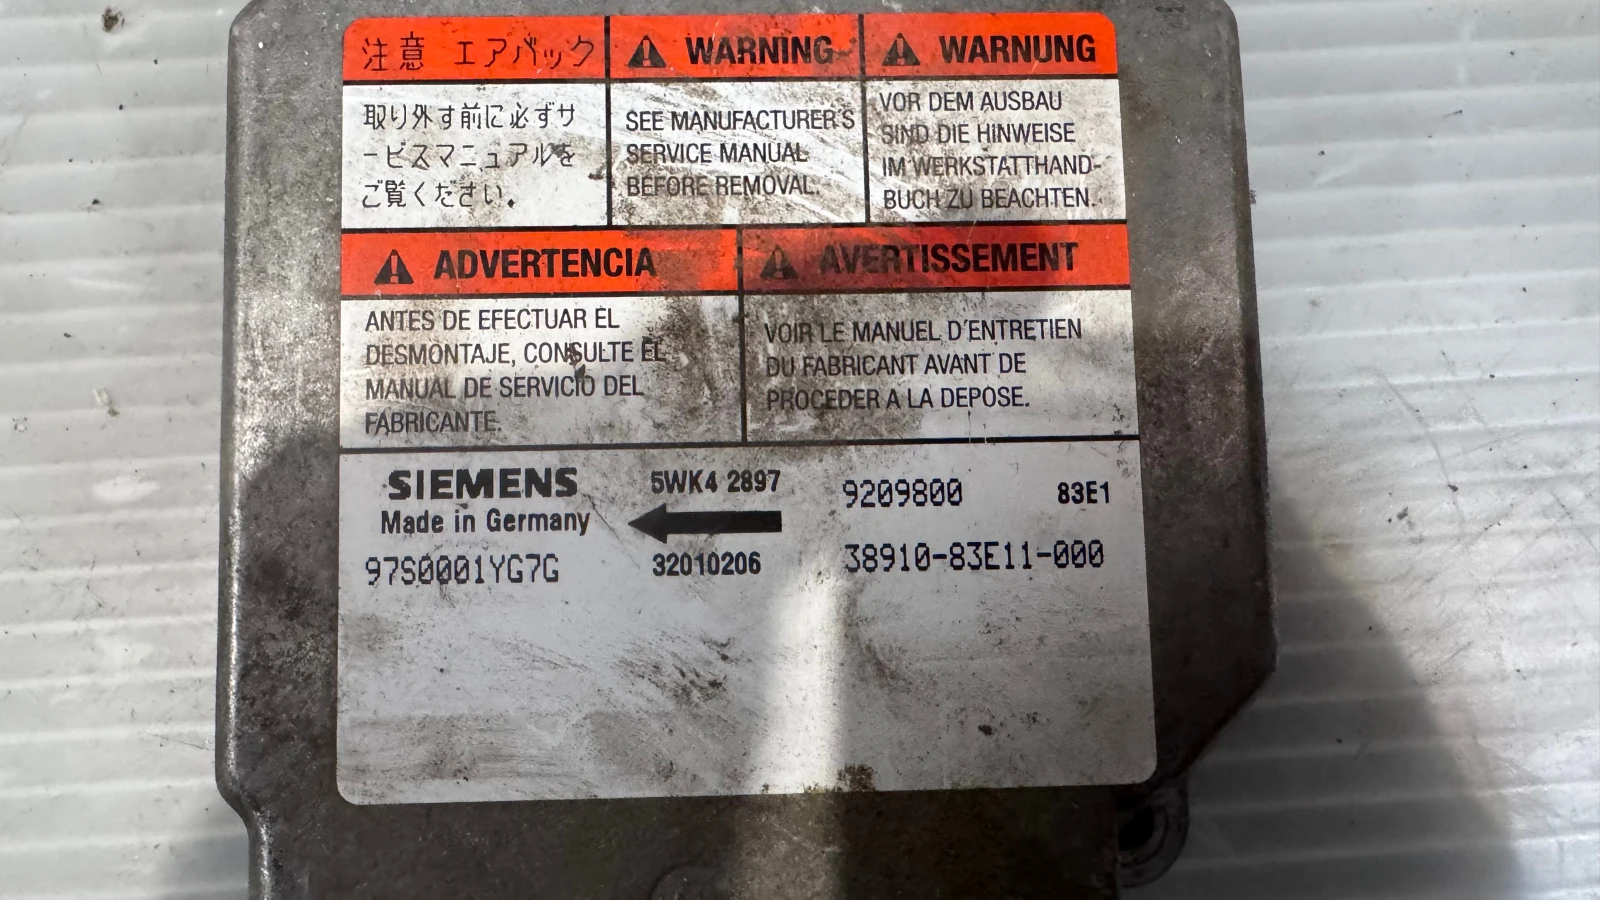 注意 エアバック
取り外す前に必ずサ
ービスマニュアルを
ご覧ください.
WARNING
SEE MANUFACTURER'S
SERVICE MANUAL
BEFORE REMOVAL.
WARNUNG
VOR DEM AUSBAU
SIND DIE HINWEISE
IM WERKSTATTHAND-
BUCH ZU BEACHTEN.
ADVERTENCIA
ANTES DE EFECTUAR EL
DESMONTAJE, CONSULTE EL
MANUAL DE SERVICIO DEL
FABRICANTE.
AVERTISSEMENT
VOIR LE MANUEL D'ENTRETIEN
DU FABRICANT AVANT DE
PROCEDER A LA DEPOSE.
SIEMENS 5WK4 2897 9209800 83E1
Made in Germany
97S0001YG7G 32010206 38910-83E11-000